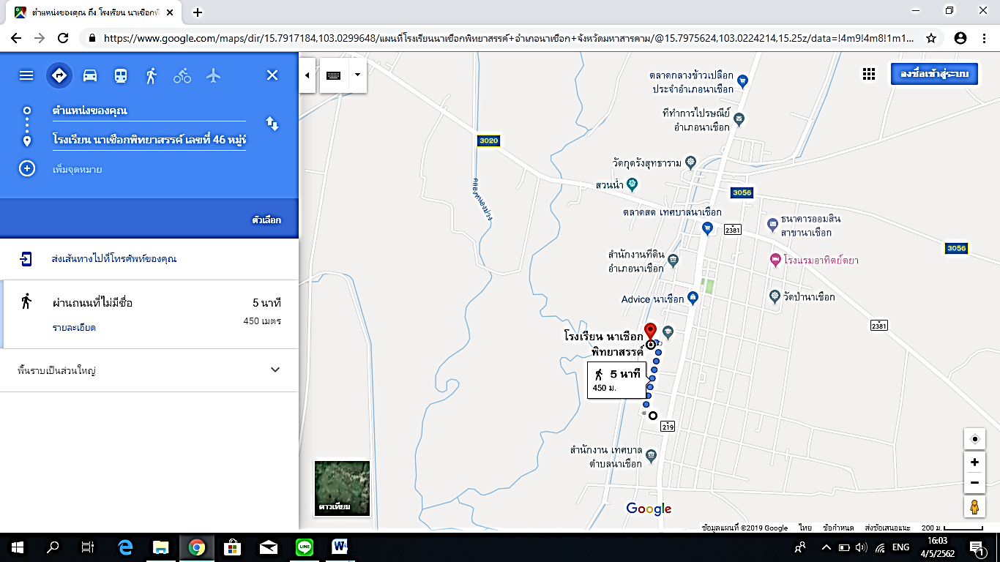 ตำแหน่งของคุณ ถึง โรงเรียน นาเชือกพิ
https://www.google.com/maps/dir/15.7917184,103.0299648/แผนที่โรงเรียนนาเชือกพิทยาสรรค์+อำเภอนาเชือก+จังหวัดมหาสารคาม/@15.7975624,103.0224214,15.25z/data=!4m9!4m8!1m1...
ตำแหน่งของคุณ
โรงเรียน นาเชือกพิทยาสรรค์ เลขที่ 46 หมู่ที่
เพิ่มจุดหมาย
ตัวเลือก
ส่งเส้นทางไปที่โทรศัพท์ของคุณ
ผ่านถนนที่ไม่มีชื่อ
5 นาที
450 เมตร
รายละเอียด
พื้นราบเป็นส่วนใหญ่
ลงชื่อเข้าสู่ระบบ
ตลาดกลางข้าวเปลือก
ประจำอำเภอนาเชือก
ที่ทำการไปรษณีย์
อำเภอนาเชือก
3020
วัดกุดรังสุทธาราม
สวนน้ำ
3056
คลองหนองม่วง
ตลาดสด เทศบาลนาเชือก
ธนาคารออมสิน
สาขานาเชือก
2381
3056
สำนักงานที่ดิน
อำเภอนาเชือก
โรงแรมอาทิตย์ตยา
Advice นาเชือก
วัดป่านาเชือก
2381
โรงเรียน นาเชือก
พิทยาสรรค์
5 นาที
450 ม.
219
สำนักงาน เทศบาล
ตำบลนาเชือก
ดาวเทียม
Google
ข้อมูลแผนที่ ©2019 Google
ไทย
ข้อกำหนด
ส่งข้อเสนอแนะ
200 ม.
ENG
16:03
4/5/2562
1